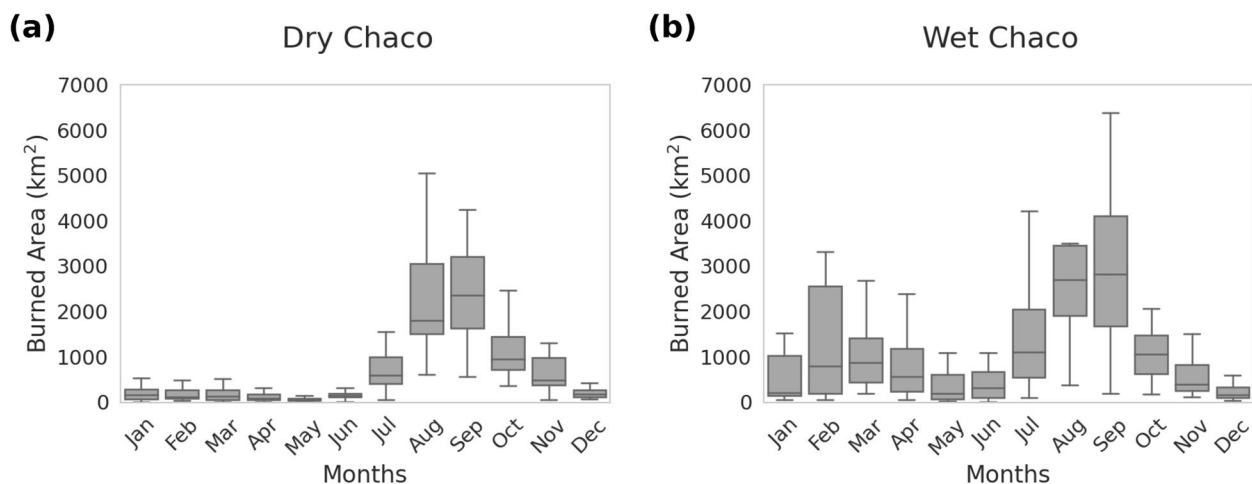 (a)
Dry Chaco
Burned Area (km²)
7000
6000
5000
4000
3000
2000
1000
0
Jan Feb Mar Apr May Jun Jul Aug Sep Oct Nov Dec
Months
(b)
Wet Chaco
Burned Area (km²)
7000
6000
5000
4000
3000
2000
1000
0
Jan Feb Mar Apr May Jun Jul Aug Sep Oct Nov Dec
Months